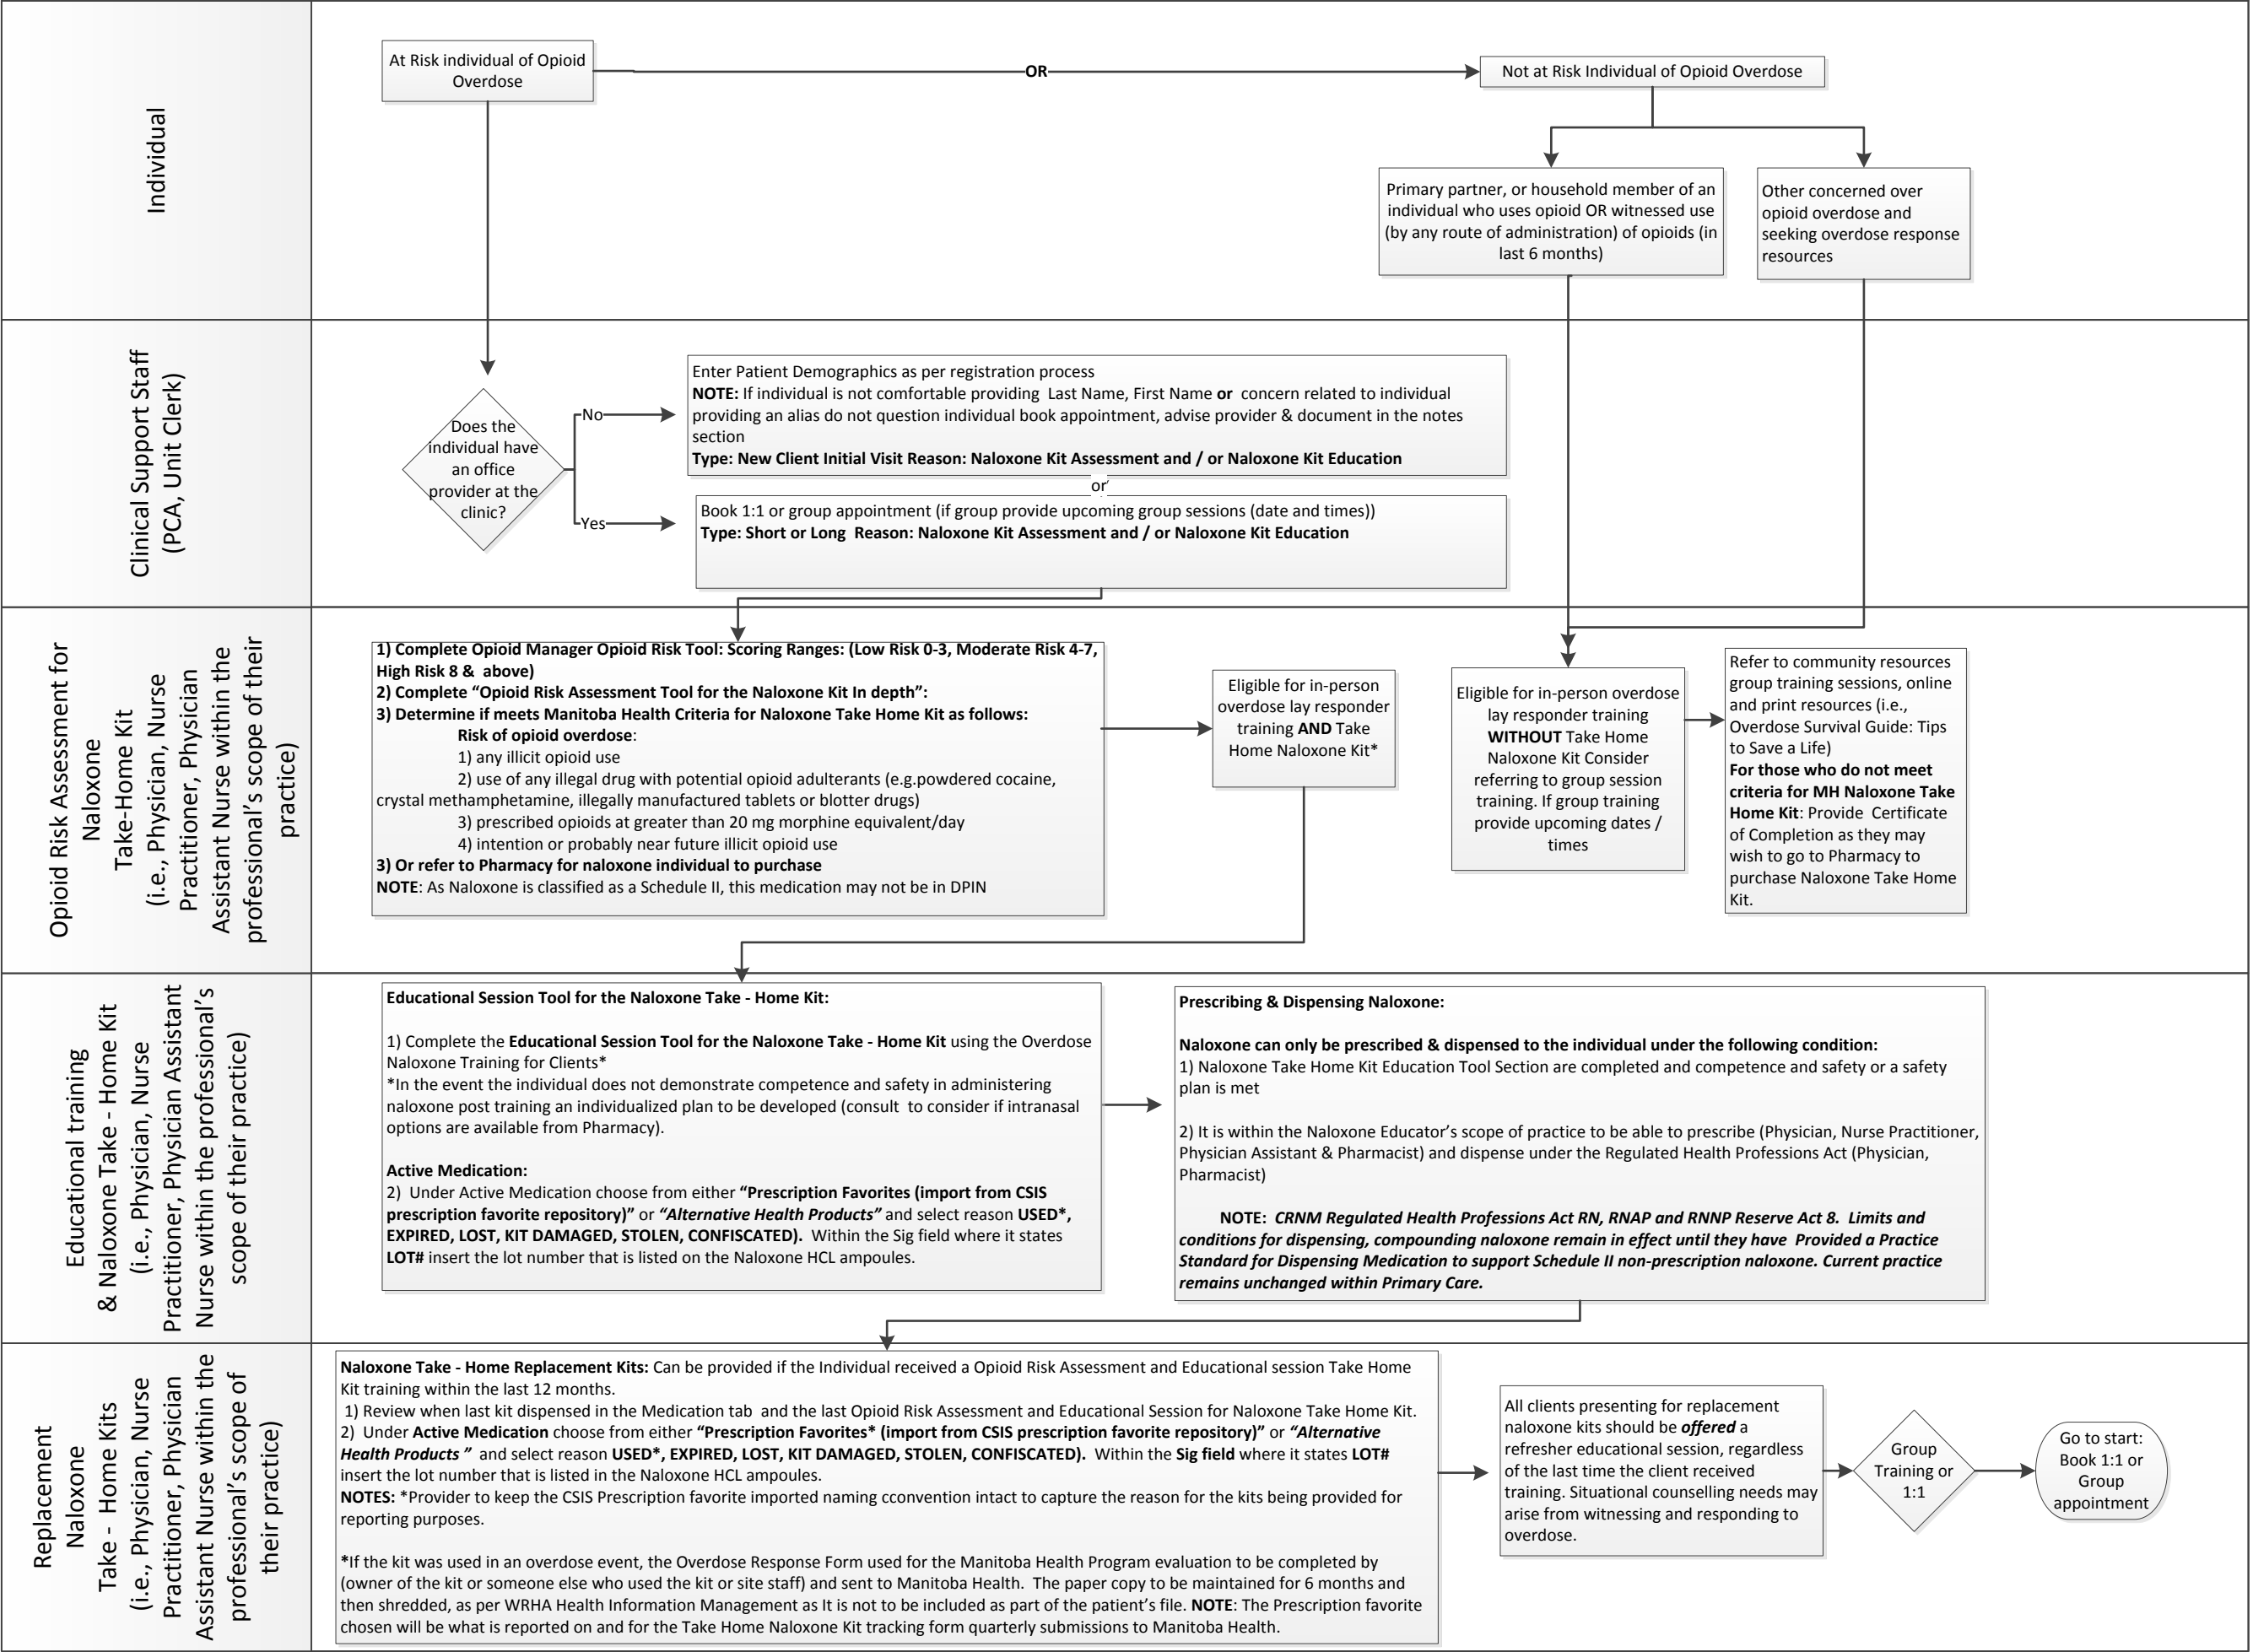 Individual
At Risk individual of Opioid
Overdose
OR
Not at Risk Individual of Opioid Overdose
Primary partner, or household member of an
individual who uses opioid OR witnessed use
(by any route of administration) of opioids (in
last 6 months)
Other concerned over
opioid overdose and
seeking overdose response
resources
Clinical Support Staff
(PCA, Unit Clerk)
Does the
individual have
an office
provider at the
clinic?
No
Enter Patient Demographics as per registration process
NOTE: If individual is not comfortable providing  Last Name, First Name or  concern related to individual
providing an alias do not question individual book appointment, advise provider & document in the notes
section
Type: New Client Initial Visit Reason: Naloxone Kit Assessment and / or Naloxone Kit Education
or’
Yes
Book 1:1 or group appointment (if group provide upcoming group sessions (date and times))
Type: Short or Long  Reason: Naloxone Kit Assessment and / or Naloxone Kit Education
Opioid Risk Assessment for
Naloxone
Take-Home Kit
(i.e., Physician, Nurse
Practitioner, Physician
Assistant Nurse within the
professional’s scope of their
practice)
1) Complete Opioid Manager Opioid Risk Tool: Scoring Ranges: (Low Risk 0-3, Moderate Risk 4-7,
High Risk 8 &  above)
2) Complete “Opioid Risk Assessment Tool for the Naloxone Kit In depth”:
3) Determine if meets Manitoba Health Criteria for Naloxone Take Home Kit as follows:
Risk of opioid overdose:
1) any illicit opioid use
2) use of any illegal drug with potential opioid adulterants (e.g.powdered cocaine,
crystal methamphetamine, illegally manufactured tablets or blotter drugs)
3) prescribed opioids at greater than 20 mg morphine equivalent/day
4) intention or probably near future illicit opioid use
3) Or refer to Pharmacy for naloxone individual to purchase
NOTE: As Naloxone is classified as a Schedule II, this medication may not be in DPIN
Eligible for in-person
overdose lay responder
training AND Take
Home Naloxone Kit*
Eligible for in-person overdose
lay responder training
WITHOUT Take Home
Naloxone Kit Consider
referring to group session
training. If group training
provide upcoming dates /
times
Refer to community resources
group training sessions, online
and print resources (i.e.,
Overdose Survival Guide: Tips
to Save a Life)
For those who do not meet
criteria for MH Naloxone Take
Home Kit: Provide  Certificate
of Completion as they may
wish to go to Pharmacy to
purchase Naloxone Take Home
Kit.
Educational training
& Naloxone Take - Home Kit
(i.e., Physician, Nurse
Practitioner, Physician Assistant
Nurse within the professional’s
scope of their practice)
Educational Session Tool for the Naloxone Take - Home Kit:
1) Complete the Educational Session Tool for the Naloxone Take - Home Kit using the Overdose
Naloxone Training for Clients*
*In the event the individual does not demonstrate competence and safety in administering
naloxone post training an individualized plan to be developed (consult  to consider if intranasal
options are available from Pharmacy).
Active Medication:
2)  Under Active Medication choose from either “Prescription Favorites (import from CSIS
prescription favorite repository)” or “Alternative Health Products” and select reason USED*,
EXPIRED, LOST, KIT DAMAGED, STOLEN, CONFISCATED).  Within the Sig field where it states
LOT# insert the lot number that is listed on the Naloxone HCL ampoules.
Prescribing & Dispensing Naloxone:
Naloxone can only be prescribed & dispensed to the individual under the following condition:
1) Naloxone Take Home Kit Education Tool Section are completed and competence and safety or a safety
plan is met
2) It is within the Naloxone Educator’s scope of practice to be able to prescribe (Physician, Nurse Practitioner,
Physician Assistant & Pharmacist) and dispense under the Regulated Health Professions Act (Physician,
Pharmacist)
NOTE:  CRNM Regulated Health Professions Act RN, RNAP and RNNP Reserve Act 8.  Limits and
conditions for dispensing, compounding naloxone remain in effect until they have  Provided a Practice
Standard for Dispensing Medication to support Schedule II non-prescription naloxone. Current practice
remains unchanged within Primary Care.
Replacement
Naloxone
Take -  Home Kits
(i.e., Physician, Nurse
Practitioner, Physician
Assistant Nurse within the
professional’s scope of
their practice)
Naloxone Take - Home Replacement Kits: Can be provided if the Individual received a Opioid Risk Assessment and Educational session Take Home
Kit training within the last 12 months.
1) Review when last kit dispensed in the Medication tab  and the last Opioid Risk Assessment and Educational Session for Naloxone Take Home Kit.
2)  Under Active Medication choose from either “Prescription Favorites* (import from CSIS prescription favorite repository)” or “Alternative
Health Products ”  and select reason USED*, EXPIRED, LOST, KIT DAMAGED, STOLEN, CONFISCATED).  Within the Sig field where it states LOT#
insert the lot number that is listed in the Naloxone HCL ampoules.
NOTES: *Provider to keep the CSIS Prescription favorite imported naming cconvention intact to capture the reason for the kits being provided for
reporting purposes.
*If the kit was used in an overdose event, the Overdose Response Form used for the Manitoba Health Program evaluation to be completed by
(owner of the kit or someone else who used the kit or site staff) and sent to Manitoba Health.  The paper copy to be maintained for 6 months and
then shredded, as per WRHA Health Information Management as It is not to be included as part of the patient’s file. NOTE: The Prescription favorite
chosen will be what is reported on and for the Take Home Naloxone Kit tracking form quarterly submissions to Manitoba Health.
All clients presenting for replacement
naloxone kits should be offered a
refresher educational session, regardless
of the last time the client received
training. Situational counselling needs may
arise from witnessing and responding to
overdose.
Group
Training or
1:1
Go to start:
Book 1:1 or
Group
appointment